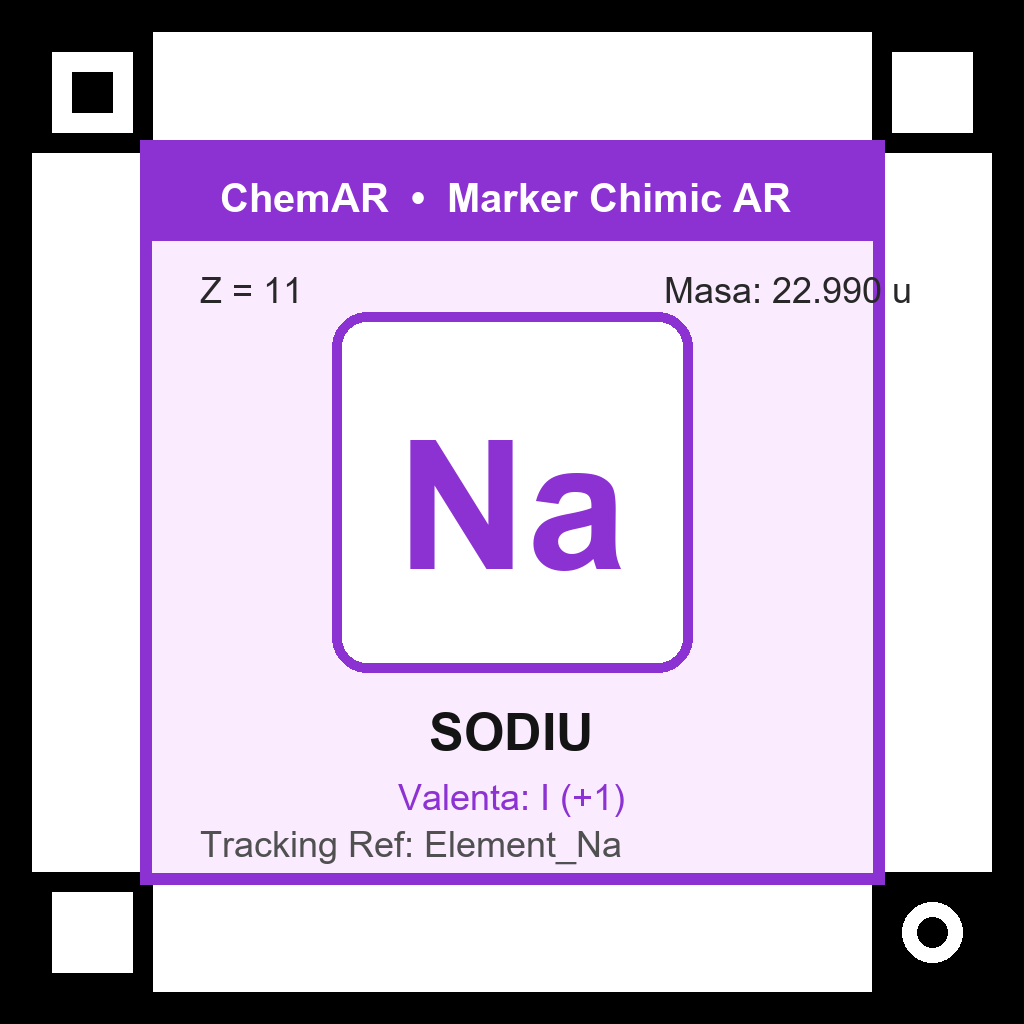 ChemAR • Marker Chimic AR
Z = 11 Masa: 22.990 u
Na
SODIU
Valenta: I (+1)
Tracking Ref: Element_Na